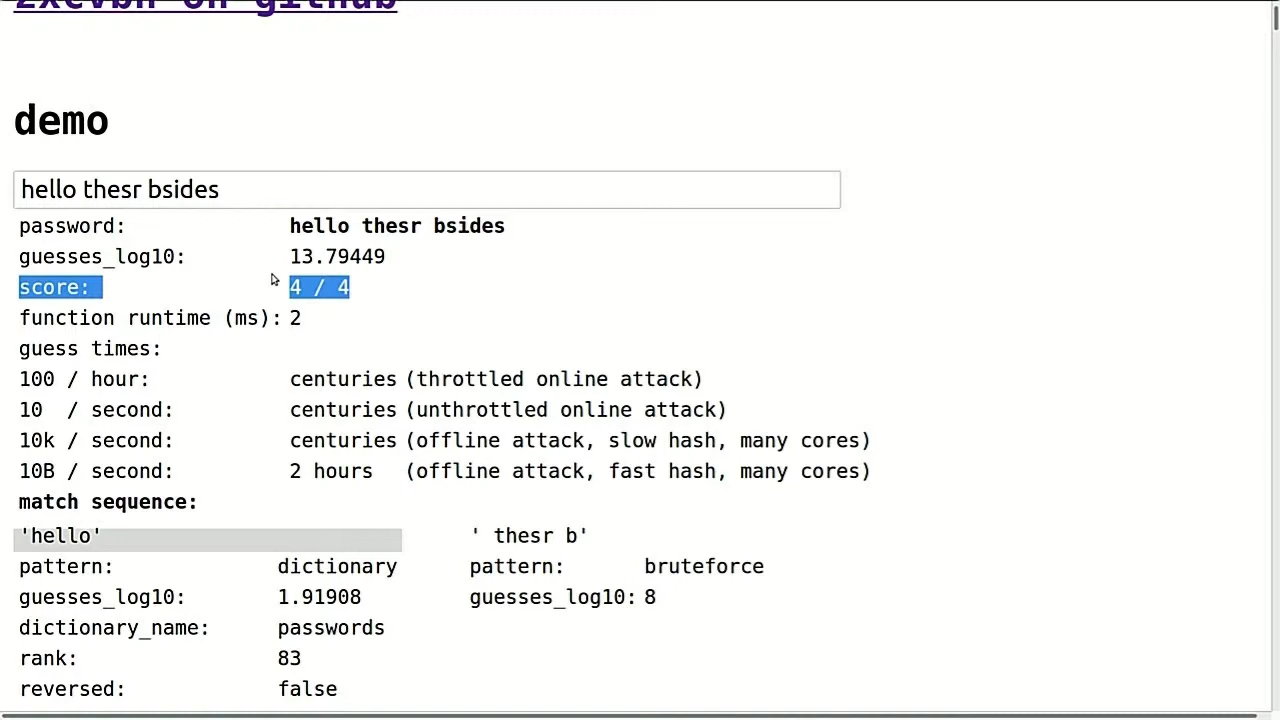 zxcvbn on github
demo
hello thesr bsides
password: hello thesr bsides
guesses_log10: 13.79449
score: 4 / 4
function runtime (ms): 2
guess times:
100 / hour: centuries (throttled online attack)
10 / second: centuries (unthrottled online attack)
10k / second: centuries (offline attack, slow hash, many cores)
10B / second: 2 hours (offline attack, fast hash, many cores)
match sequence:
'hello' ' thesr b'
pattern: dictionary pattern: bruteforce
guesses_log10: 1.91908 guesses_log10: 8
dictionary_name: passwords
rank: 83
reversed: false